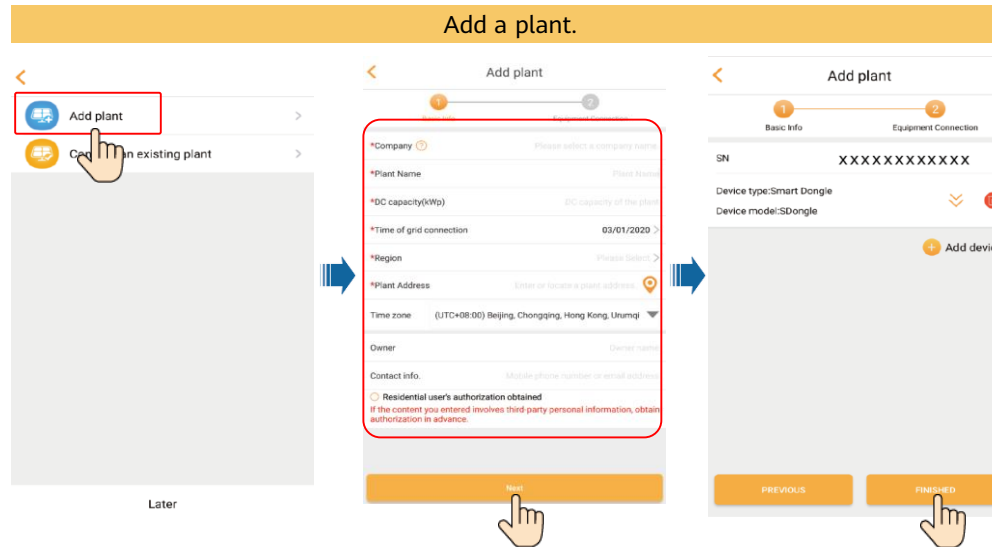 Add a plant.
Add plant
an existing plant
Later
Add plant
1
2
Basic Info
Equipment Connection
*Company ?
Please select a company name
*Plant Name
Plant Name
*DC capacity(kWp)
DC capacity of the plant
*Time of grid connection
03/01/2020
*Region
Please Select
*Plant Address
Enter or locate a plant address
Time zone
(UTC+08:00) Beijing, Chongqing, Hong Kong, Urumqi
Owner
Owner name
Contact info.
Mobile phone number or email address
Residential user's authorization obtained
If the content you entered involves third-party personal information, obtain
authorization in advance.
Next
Add plant
1
2
Basic Info
Equipment Connection
SN
XXXXXXXXXXXX
Device type:Smart Dongle
Device model:SDongle
Add devi
PREVIOUS
FINISHED